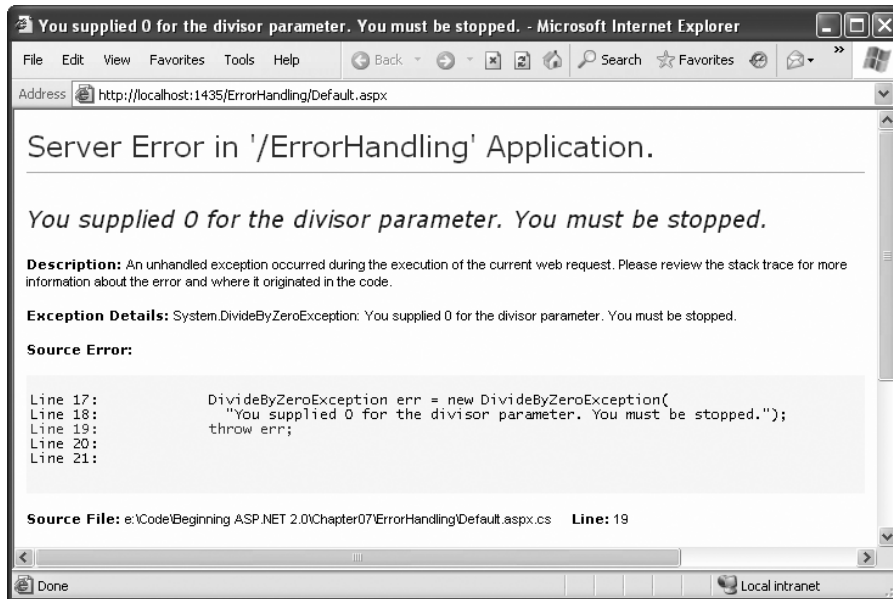 You supplied 0 for the divisor parameter. You must be stopped. - Microsoft Internet Explorer
File Edit View Favorites Tools Help Back Search Favorites »
Address http://localhost:1435/ErrorHandling/Default.aspx
Server Error in '/ErrorHandling' Application.
You supplied 0 for the divisor parameter. You must be stopped.
Description: An unhandled exception occurred during the execution of the current web request. Please review the stack trace for more
information about the error and where it originated in the code.
Exception Details: System.DivideByZeroException: You supplied 0 for the divisor parameter. You must be stopped.
Source Error:
Line 17: DivideByZeroException err = new DivideByZeroException(
Line 18: "You supplied 0 for the divisor parameter. You must be stopped.");
Line 19: throw err;
Line 20:
Line 21:
Source File: e:\Code\Beginning ASP.NET 2.0\Chapter07\ErrorHandling\Default.aspx.cs Line: 19
Done Local intranet